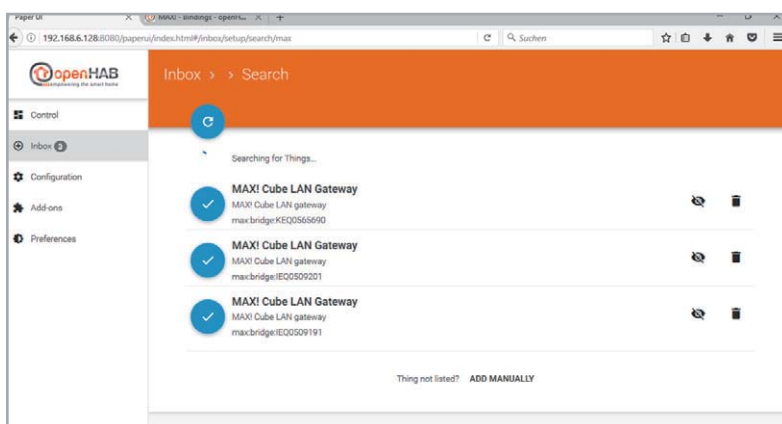 Paper UI
MAX! - Bindings - openH...
192.168.6.128:8080/paperui/index.html#/inbox/setup/search/max
Suchen
openHAB
empowering the smart home
Inbox > > Search
Control
Inbox 3
Configuration
Add-ons
Preferences
Searching for Things...
MAX! Cube LAN Gateway
MAX! Cube LAN gateway
max:bridge:KEQ0565690
MAX! Cube LAN Gateway
MAX! Cube LAN gateway
max:bridge:IEQ0509201
MAX! Cube LAN Gateway
MAX! Cube LAN gateway
max:bridge:IEQ0509191
Thing not listed? ADD MANUALLY